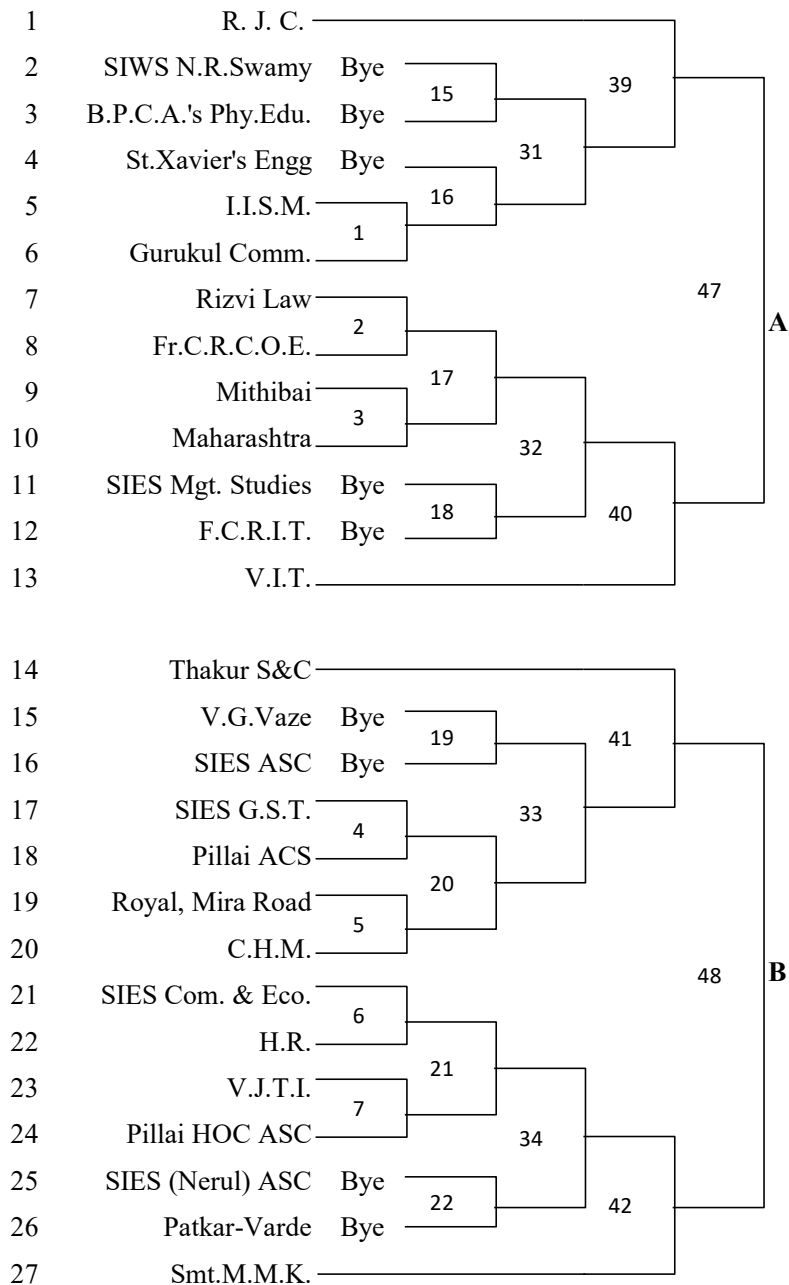 1 R. J. C.
2 SIWS N.R.Swamy Bye
15
39
3 B.P.C.A.'s Phy.Edu. Bye
31
4 St.Xavier's Engg Bye
16
5 I.I.S.M.
1
6 Gurukul Comm.
47
7 Rizvi Law
2
A
8 Fr.C.R.C.O.E.
17
9 Mithibai
3
10 Maharashtra
32
11 SIES Mgt. Studies Bye
18
40
12 F.C.R.I.T. Bye
13 V.I.T.
14 Thakur S&C
15 V.G.Vaze Bye
19
41
16 SIES ASC Bye
17 SIES G.S.T.
4
33
18 Pillai ACS
20
19 Royal, Mira Road
5
20 C.H.M.
48
B
21 SIES Com. & Eco.
6
22 H.R.
21
23 V.J.T.I.
7
24 Pillai HOC ASC
34
25 SIES (Nerul) ASC Bye
22
42
26 Patkar-Varde Bye
27 Smt.M.M.K.